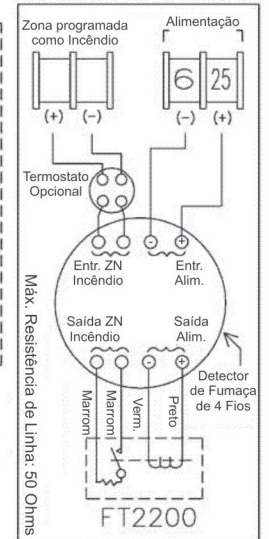 Zona programada
como Incêndio
Alimentação
6 25
(+) (-)
(-) (+)
Termostato
Opcional
- +
Entr. ZN
Incêndio
Entr.
Alim.
Saída ZN
Incêndio
Saída
Alim.
- +
Marrom
Marrom
Verm.
Preto
Detector
de Fumaça
de 4 Fios
FT2200
Máx. Resistência de Linha: 50 Ohms